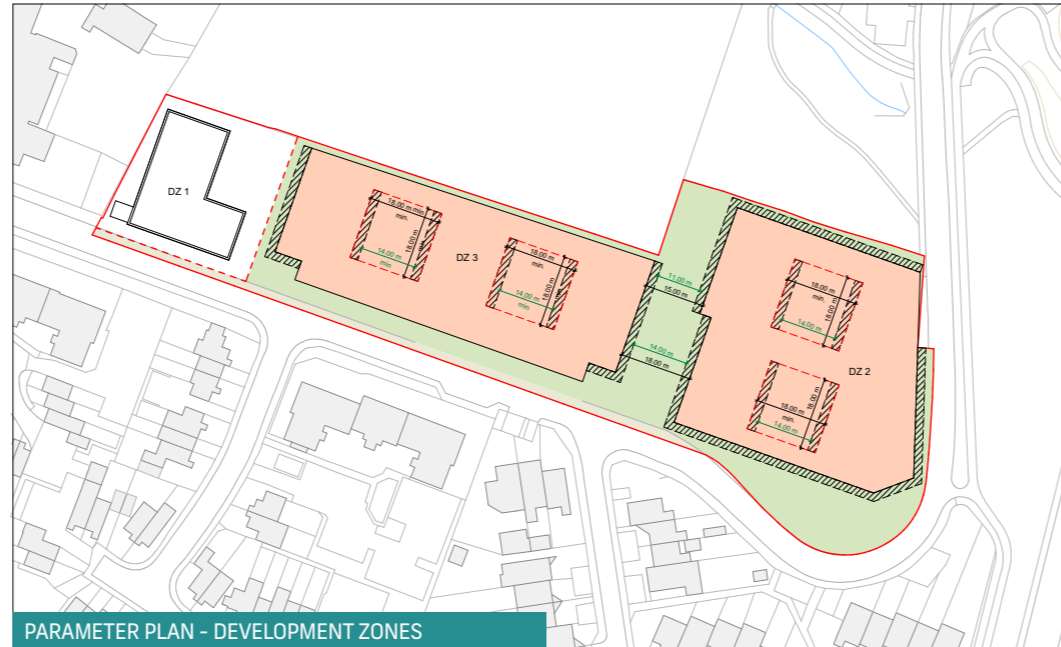 DZ 1
18.00 m min
min.
18.00 m
min.
14.00 m
min
DZ 3
18.00 m
min.
18.00 m
min.
14.00 m
min
11.00 m
15.00 m
14.00 m
18.00 m
18.00 m
min.
18.00 m
14.00 m
DZ 2
18.00 m
min.
18.00 m
14.00 m
PARAMETER PLAN - DEVELOPMENT ZONES